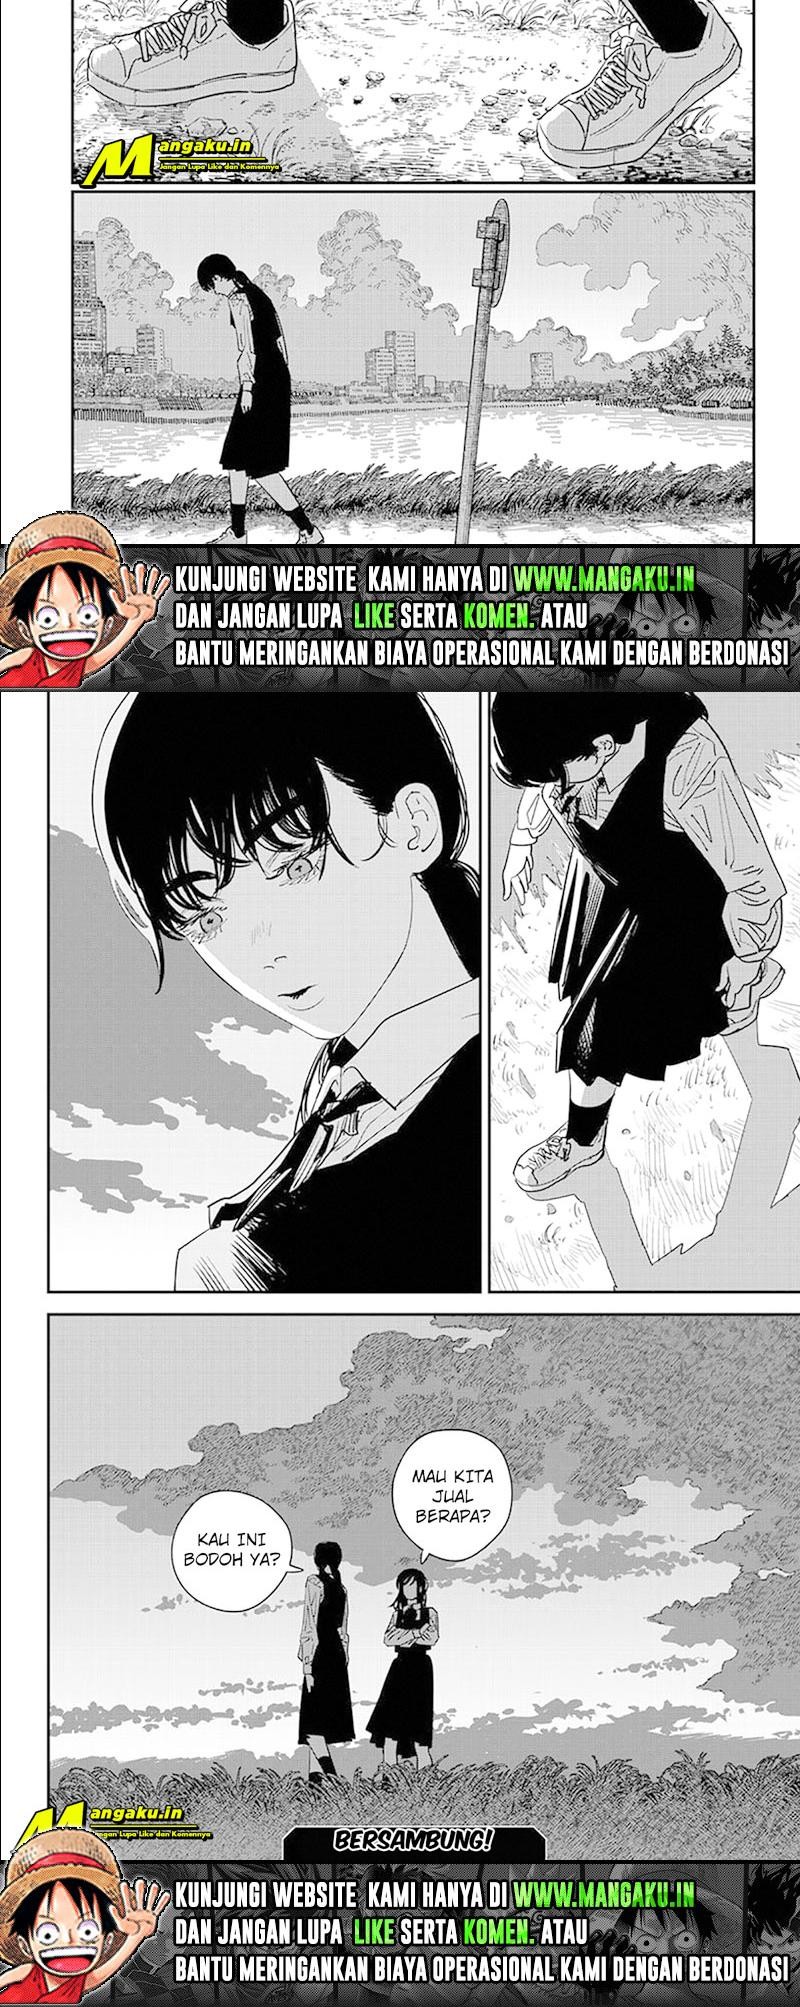 Mangaku.in
Jangan Lupa Like dan Komennya
KUNJUNGI WEBSITE KAMI HANYA DI WWW.MANGAKU.IN
DAN JANGAN LUPA LIKE SERTA KOMEN. ATAU
BANTU MERINGANKAN BIAYA OPERASIONAL KAMI DENGAN BERDONASI
MAU KITA
JUAL
BERAPA?
KAU INI
BODOH YA?
Mangaku.in
Jangan Lupa Like dan Komennya
BERSAMBUNG!
KUNJUNGI WEBSITE KAMI HANYA DI WWW.MANGAKU.IN
DAN JANGAN LUPA LIKE SERTA KOMEN. ATAU
BANTU MERINGANKAN BIAYA OPERASIONAL KAMI DENGAN BERDONASI